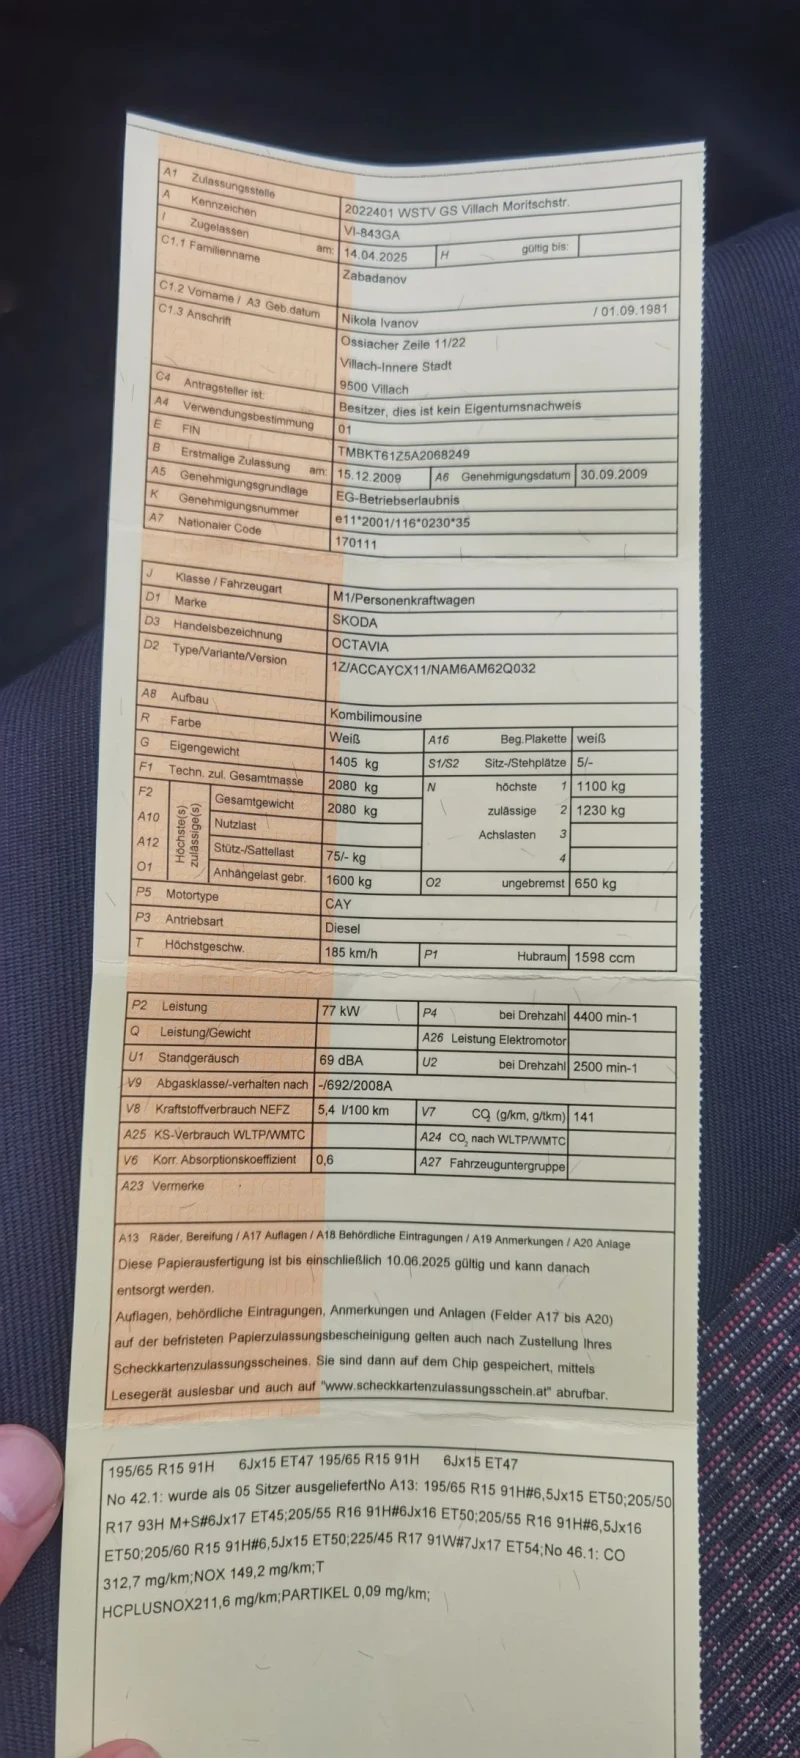 A1 Zulassungsstelle 2022401 WSTV GS Villach Moritschstr.
A Kennzeichen VI-843GA
I Zugelassen am: 14.04.2025 H gültig bis:
C1.1 Familienname Zabadanov
C1.2 Vorname / A3 Geb.datum Nikola Ivanov / 01.09.1981
C1.3 Anschrift Ossiacher Zeile 11/22
Villach-Innere Stadt
9500 Villach
C4 Antragsteller ist: Besitzer, dies ist kein Eigentumsnachweis
A4 Verwendungsbestimmung 01
E FIN TMBKT61Z5A2068249
B Erstmalige Zulassung am: 15.12.2009 A6 Genehmigungsdatum 30.09.2009
A5 Genehmigungsgrundlage EG-Betriebserlaubnis
K Genehmigungsnummer e11*2001/116*0230*35
A7 Nationaler Code 170111
J Klasse / Fahrzeugart M1/Personenkraftwagen
D1 Marke SKODA
D3 Handelsbezeichnung OCTAVIA
D2 Type/Variante/Version 1Z/ACCAYCX11/NAM6AM62Q032
A8 Aufbau Kombilimousine
R Farbe Weiß A16 Beg.Plakette weiß
G Eigengewicht 1405 kg S1/S2 Sitz-/Stehplätze 5/-
F1 Techn. zul. Gesamtmasse 2080 kg N höchste 1 1100 kg
F2 Höchste(s) zulässige(s) Gesamtgewicht 2080 kg zulässige 2 1230 kg
A10 Nutzlast Achslasten 3
A12 Stütz-/Sattellast 75/- kg 4
O1 Anhängelast gebr. 1600 kg O2 ungebremst 650 kg
P5 Motortype CAY
P3 Antriebsart Diesel
T Höchstgeschw. 185 km/h P1 Hubraum 1598 ccm
P2 Leistung 77 kW P4 bei Drehzahl 4400 min-1
Q Leistung/Gewicht A26 Leistung Elektromotor
U1 Standgeräusch 69 dBA U2 bei Drehzahl 2500 min-1
V9 Abgasklasse/-verhalten nach -/692/2008A
V8 Kraftstoffverbrauch NEFZ 5,4 l/100 km V7 CO2 (g/km, g/tkm) 141
A25 KS-Verbrauch WLTP/WMTC A24 CO2 nach WLTP/WMTC
V6 Korr. Absorptionskoeffizient 0,6 A27 Fahrzeuguntergruppe
A23 Vermerke
A13 Räder, Bereifung / A17 Auflagen / A18 Behördliche Eintragungen / A19 Anmerkungen / A20 Anlage
Diese Papierausfertigung ist bis einschließlich 10.06.2025 gültig und kann danach
entsorgt werden.
Auflagen, behördliche Eintragungen, Anmerkungen und Anlagen (Felder A17 bis A20)
auf der befristeten Papierzulassungsbescheinigung gelten auch nach Zustellung Ihres
Scheckkartenzulassungsscheines. Sie sind dann auf dem Chip gespeichert, mittels
Lesegerät auslesbar und auch auf "www.scheckkartenzulassungsschein.at" abrufbar.
195/65 R15 91H 6Jx15 ET47 195/65 R15 91H 6Jx15 ET47
No 42.1: wurde als 05 Sitzer ausgeliefertNo A13: 195/65 R15 91H#6,5Jx15 ET50;205/50
R17 93H M+S#6Jx17 ET45;205/55 R16 91H#6Jx16 ET50;205/55 R16 91H#6,5Jx16
ET50;205/60 R15 91H#6,5Jx15 ET50;225/45 R17 91W#7Jx17 ET54;No 46.1: CO
312,7 mg/km;NOX 149,2 mg/km;T
HCPLUSNOX211,6 mg/km;PARTIKEL 0,09 mg/km;